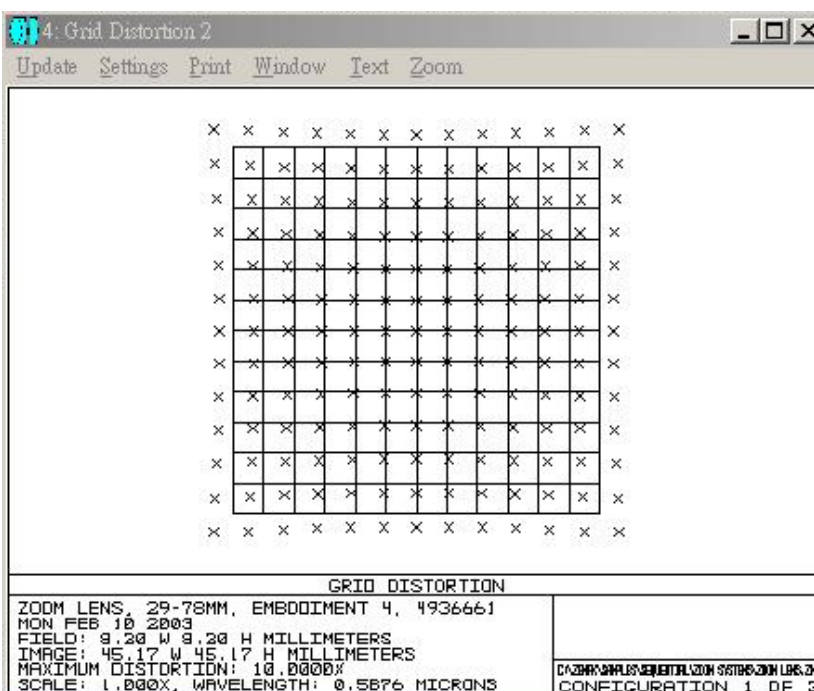 4: Grid Distortion 2
Update Settings Print Window Text Zoom
GRID DISTORTION
ZOOM LENS, 29-78MM, EMBODIMENT 4, 4936661
MON FEB 10 2003
FIELD: 9.20 W 9.20 H MILLIMETERS
IMAGE: 45.17 W 45.17 H MILLIMETERS
MAXIMUM DISTORTION: 10.0000%
SCALE: 1.000X, WAVELENGTH: 0.5876 MICRONS
CONFIGURATION 1 OF 3